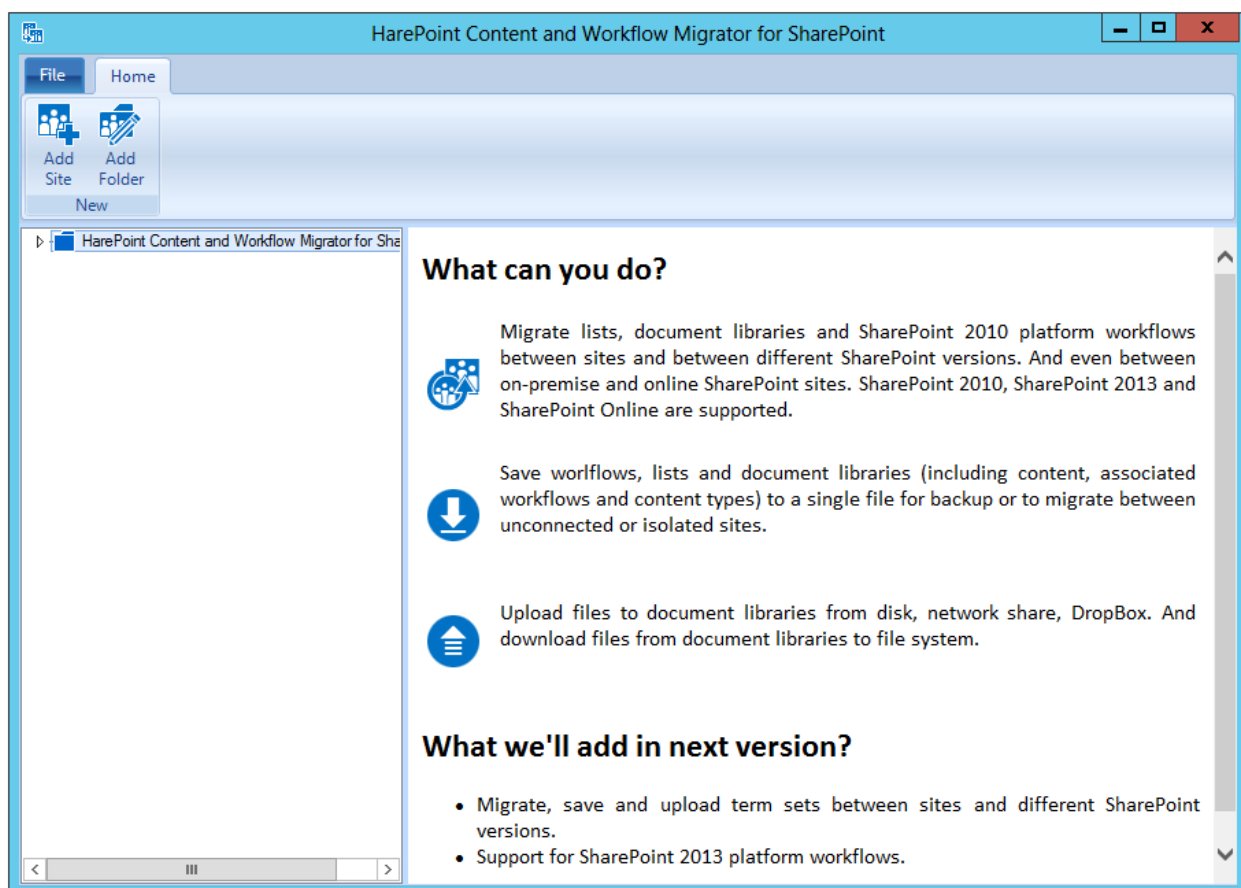 HarePoint Content and Workflow Migrator for SharePoint
File
Home
Add
Site
Add
Folder
New
HarePoint Content and Workflow Migrator for Sha
What can you do?
Migrate lists, document libraries and SharePoint 2010 platform workflows
between sites and between different SharePoint versions. And even between
on-premise and online SharePoint sites. SharePoint 2010, SharePoint 2013 and
SharePoint Online are supported.
Save worlflows, lists and document libraries (including content, associated
workflows and content types) to a single file for backup or to migrate between
unconnected or isolated sites.
Upload files to document libraries from disk, network share, DropBox. And
download files from document libraries to file system.
What we'll add in next version?
• Migrate, save and upload term sets between sites and different SharePoint
versions.
• Support for SharePoint 2013 platform workflows.